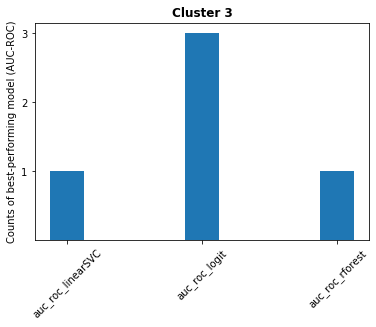 Cluster 3
Counts of best-performing model (AUC-ROC)
3
2
1
auc_roc_linearSVC
auc_roc_logit
auc_roc_rforest